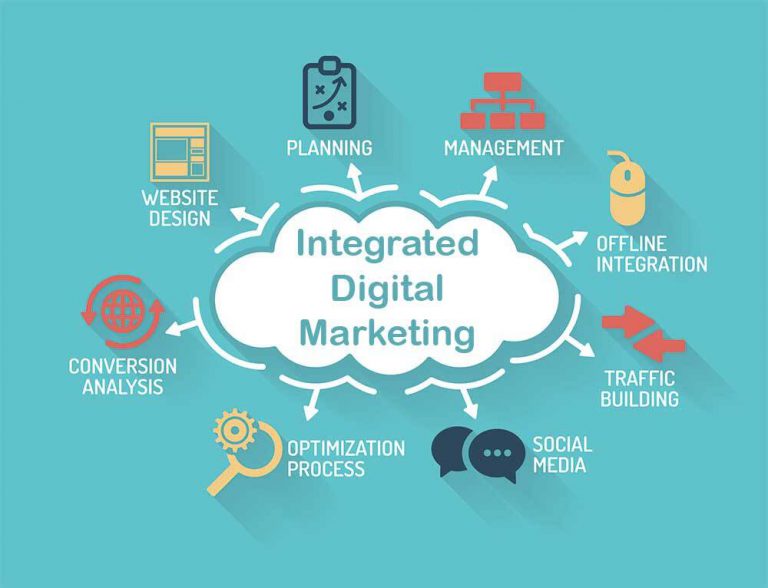 PLANNING
MANAGEMENT
WEBSITE
DESIGN
Integrated
Digital
Marketing
OFFLINE
INTEGRATION
CONVERSION
ANALYSIS
TRAFFIC
BUILDING
OPTIMIZATION
PROCESS
SOCIAL
MEDIA